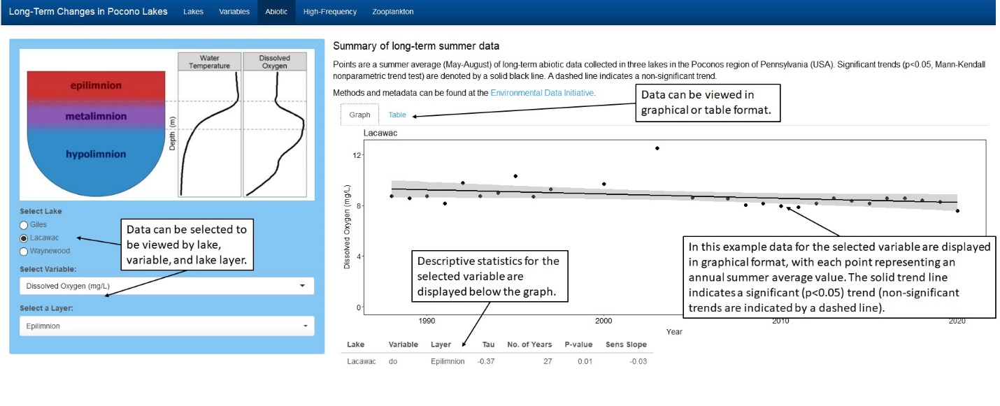 Long-Term Changes in Pocono Lakes Lakes Variables Abiotic High-Frequency Zooplankton
Water Temperature
Dissolved Oxygen
epilimnion
metalimnion
hypolimnion
Depth (m)
Select Lake
Giles
Lacawac
Waynewood
Data can be selected to
be viewed by lake,
variable, and lake layer.
Select Variable:
Dissolved Oxygen (mg/L)
Select a Layer:
Epilimnion
Summary of long-term summer data
Points are a summer average (May-August) of long-term abiotic data collected in three lakes in the Poconos region of Pennsylvania (USA). Significant trends (p<0.05, Mann-Kendall
nonparametric trend test) are denoted by a solid black line. A dashed line indicates a non-significant trend.
Methods and metadata can be found at the Environmental Data Initiative.
Data can be viewed in
graphical or table format.
Graph Table
Lacawac
12
8
4
0
Dissolved Oxygen (mg/L)
Descriptive statistics for the
selected variable are
displayed below the graph.
In this example data for the selected variable are displayed
in graphical format, with each point representing an
annual summer average value. The solid trend line
indicates a significant (p<0.05) trend (non-significant
trends are indicated by a dashed line).
1990 2000 2010 2020
Year
Lake Variable Layer Tau No. of Years P-value Sens Slope
Lacawac do Epilimnion -0.37 27 0.01 -0.03